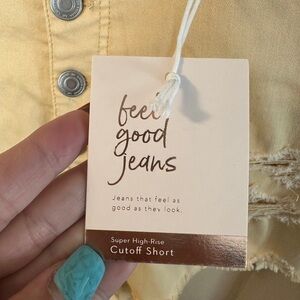 feel
good
jeans
Jeans that feel as
good as they look.
Super High-Rise
Cutoff Short